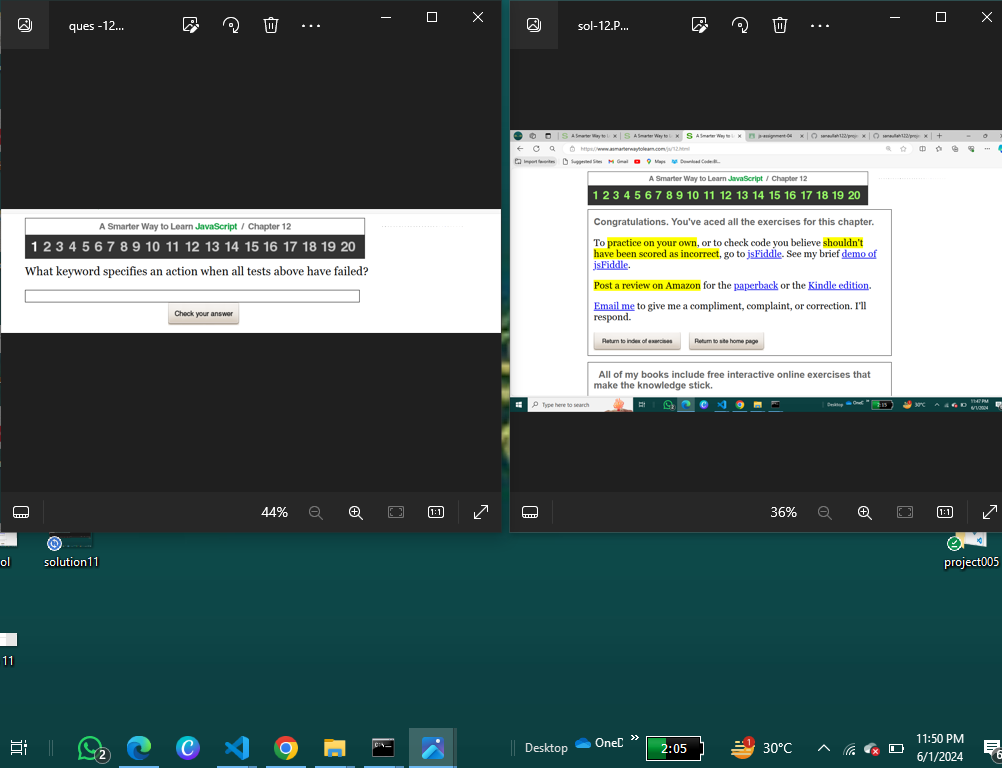 ques -12...
A Smarter Way to Learn JavaScript / Chapter 12
1 2 3 4 5 6 7 8 9 10 11 12 13 14 15 16 17 18 19 20
What keyword specifies an action when all tests above have failed?
Check your answer
44%
1:1
sol-12.P...
A Smarter Way to L
A Smarter Way to L
A Smarter Way to L
js-assignment-04
sanaullah122/proje
sanaullah122/proje
https://www.asmarterwaytolearn.com/js/12.html
Import favorites
Suggested Sites
Gmail
Maps
A Smarter Way to Learn JavaScript / Chapter 12
1 2 3 4 5 6 7 8 9 10 11 12 13 14 15 16 17 18 19 20
Congratulations. You've aced all the exercises for this chapter.
To practice on your own, or to check code you believe shouldn't
have been scored as incorrect, go to jsFiddle. See my brief demo of
jsFiddle.
Post a review on Amazon for the paperback or the Kindle edition.
Email me to give me a compliment, complaint, or correction. I'll
respond.
Return to index of exercises
Return to site home page
All of my books include free interactive online exercises that
make the knowledge stick.
Type here to search
Desktop
OneD
2:15
30°C
11:47 PM
6/1/2024
36%
1:1
ol
solution11
project005
11
2
Desktop
OneD
2:05
1
30°C
11:50 PM
6/1/2024
6